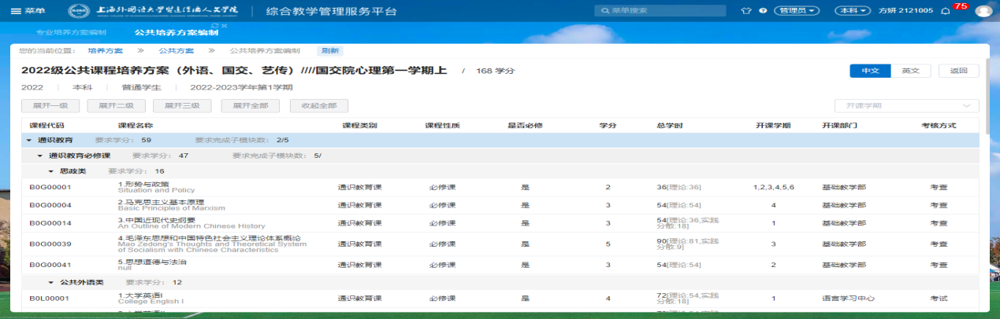 菜单 上海外国语大学贤达经济人文学院 综合教学管理服务平台 菜单搜索 管理员 本科 方妍 2121005 75
专业培养方案编制 公共培养方案编制
您的当前位置: 培养方案 公共方案 公共培养方案编制 刷新
2022级公共课程培养方案（外语、国交、艺传）////国交院心理第一学期上 / 168 学分 中文 英文 返回
2022 本科 普通学生 2022-2023学年第1学期
展开一级 展开二级 展开三级 展开全部 收起全部 开课学期
课程代码 课程名称 课程类别 课程性质 是否必修 学分 总学时 开课学期 开课部门 考核方式
通识教育 要求学分: 59 要求完成子模块数: 2/5
通识教育必修课 要求学分: 47 要求完成子模块数: 5/
思政类 要求学分: 16
B0G00001 1.形势与政策 通识教育课 必修课 是 2 36[理论:36] 1,2,3,4,5,6 基础教学部 考查
Situation and Policy
B0G00004 2.马克思主义基本原理 通识教育课 必修课 是 3 54[理论:54] 4 基础教学部 考查
Basic Principles of Marxism
B0G00014 3.中国近现代史纲要 通识教育课 必修课 是 3 54[理论:36,实践分散:18] 1 基础教学部 考查
An Outline of Modern Chinese History
B0G00039 4.毛泽东思想和中国特色社会主义理论体系概论 通识教育课 必修课 是 5 90[理论:81,实践分散:9] 3 基础教学部 考查
Mao Zedong's Thoughts and Theoretical System
of Socialism with Chinese Characteristics
B0G00041 5.思想道德与法治 通识教育课 必修课 是 3 54[理论:54] 2 基础教学部 考查
null
公共外语类 要求学分: 12
B0L00001 1.大学英语I 通识教育课 必修课 是 4 72[理论:54,实践分散:18] 1 语言学习中心 考试
College English I